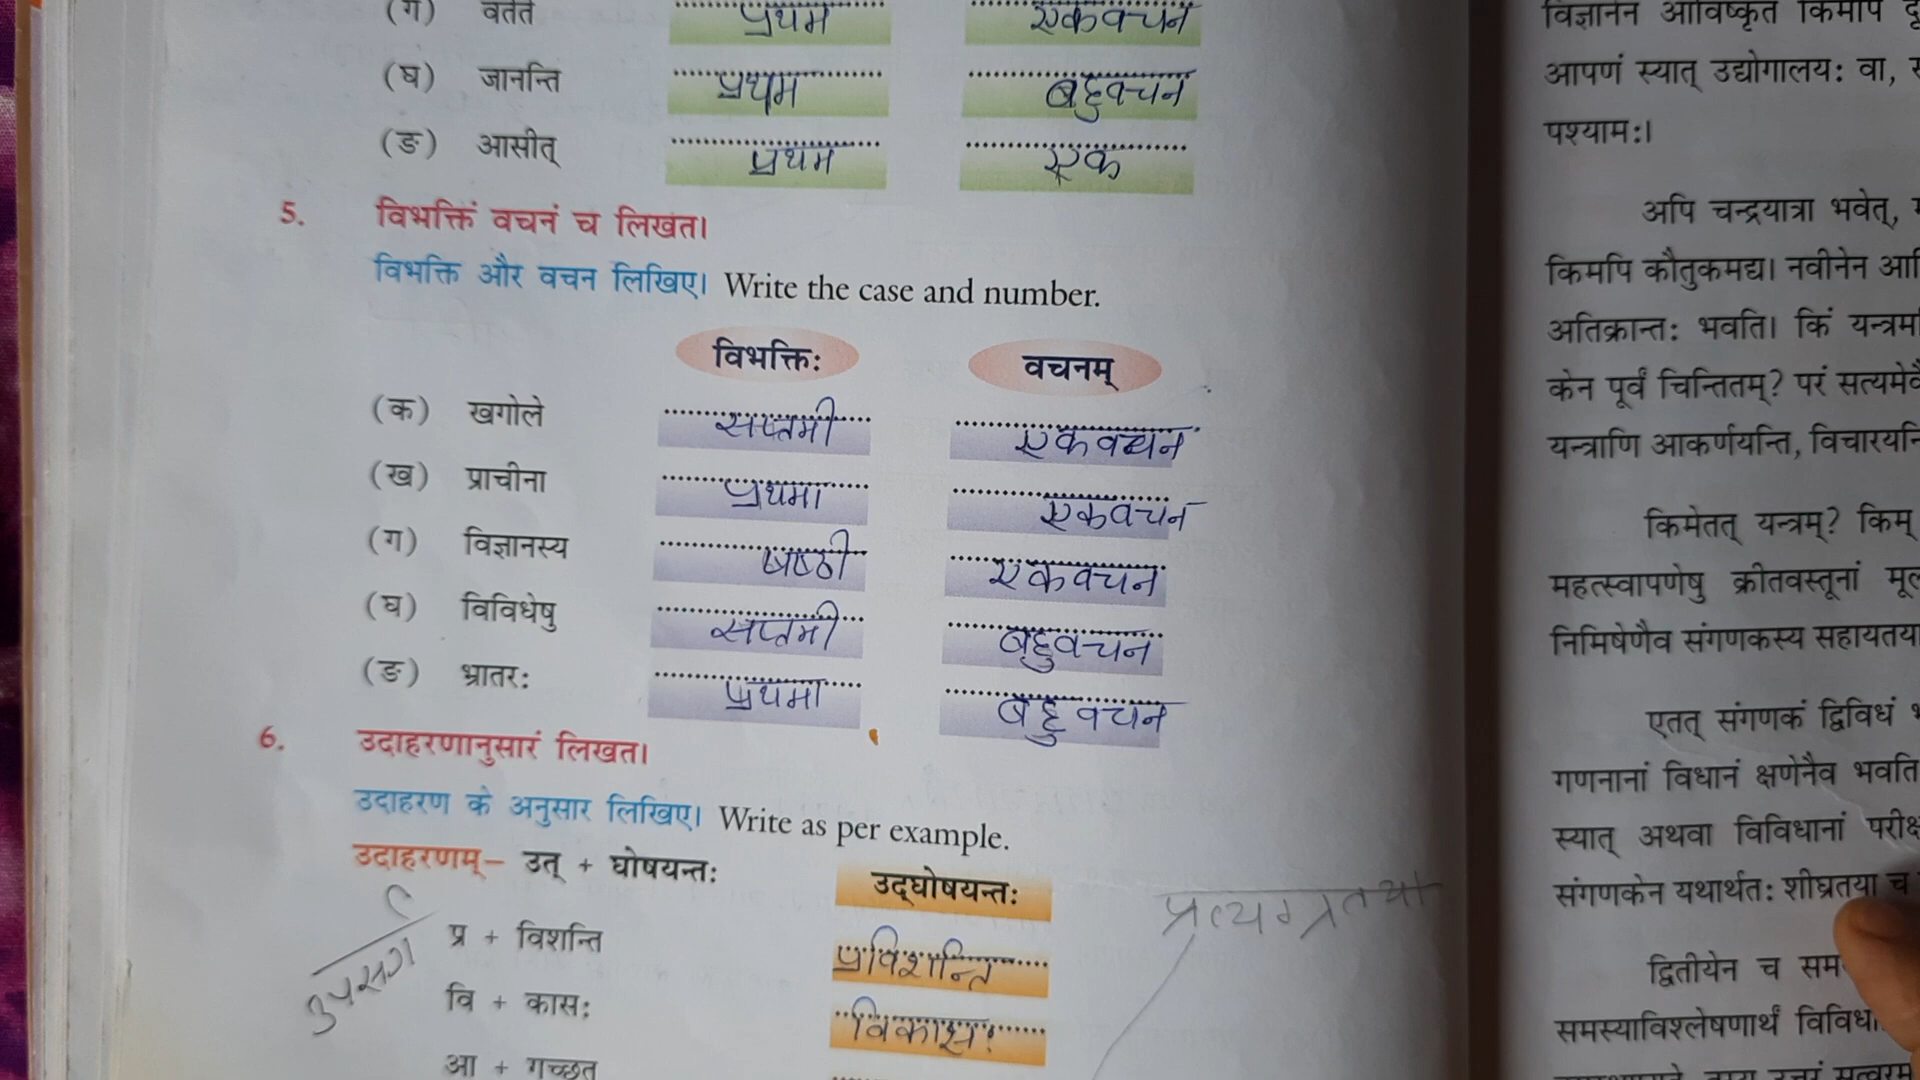 (ग) वर्तते प्रथम एकवचन
(घ) जानन्ति प्रथम बहुवचन
(ङ) आसीत् प्रथम एक
5. विभक्तिं वचनं च लिखत।
विभक्ति और वचन लिखिए। Write the case and number.
विभक्तिः वचनम्
(क) खगोले सप्तमी एकवचन
(ख) प्राचीना प्रथमा एकवचन
(ग) विज्ञानस्य षष्ठी एकवचन
(घ) विविधेषु सप्तमी बहुवचन
(ङ) भ्रातरः प्रथमा बहुवचन
6. उदाहरणानुसारं लिखत।
उदाहरण के अनुसार लिखिए। Write as per example.
उदाहरणम्– उत् + घोषयन्तः उद्घोषयन्तः
प्र + विशन्ति प्रविशन्ति
उपसर्ग
वि + कासः विकासः
आ + गच्छत
प्रत्यग्रतया
विज्ञानेन आविष्कृतं किमपि
आपणं स्यात् उद्योगालयः वा,
पश्यामः।
अपि चन्द्रयात्रा भवेत्,
किमपि कौतुकमद्य। नवीनेन
अतिक्रान्तः भवति। किं
केन पूर्वं चिन्तितम्? परं
यन्त्राणि आकर्णयन्ति,
किमेतत् यन्त्रम्? किम्
महत्स्वापणेषु क्रीतवस्तूनां
निमिषेणैव संगणकस्य सहायतया
एतत् संगणकं द्विविधं
गणनानां विधानं क्षणेनैव भवति
स्यात् अथवा विविधानां
संगणकेन यथार्थतः शीघ्रतया च
द्वितीयेन च
समस्याविश्लेषणार्थं